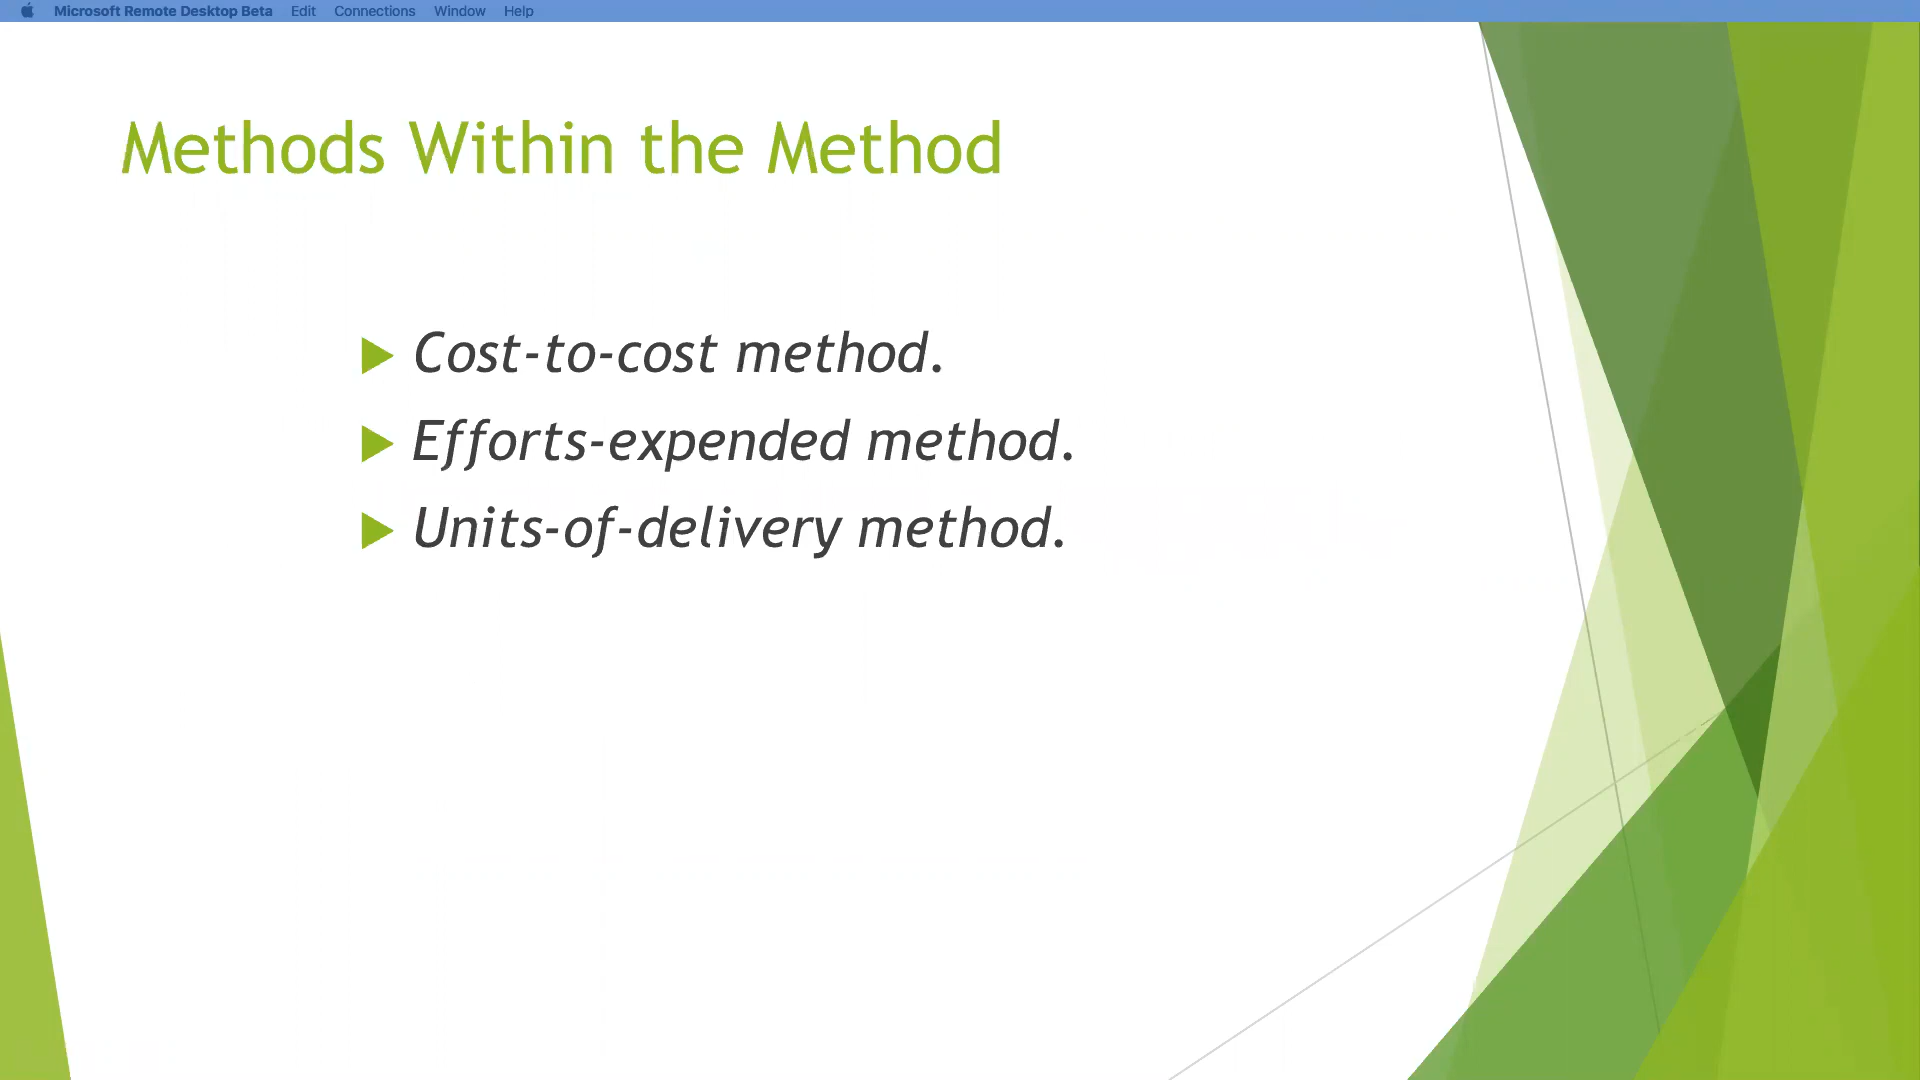 Microsoft Remote Desktop Beta Edit Connections Window Help
Methods Within the Method
Cost-to-cost method.
Efforts-expended method.
Units-of-delivery method.